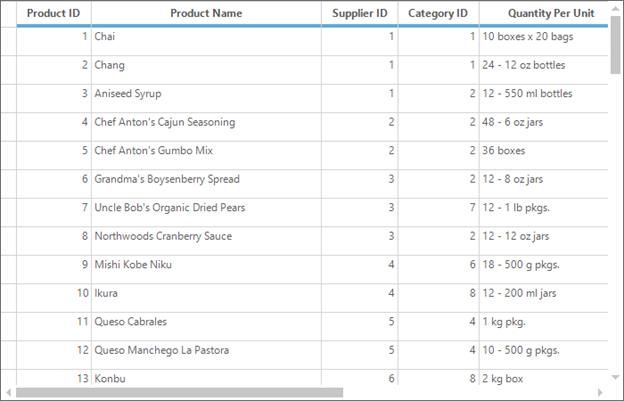 Product ID Product Name Supplier ID Category ID Quantity Per Unit
1 Chai 1 1 10 boxes x 20 bags
2 Chang 1 1 24 - 12 oz bottles
3 Aniseed Syrup 1 2 12 - 550 ml bottles
4 Chef Anton's Cajun Seasoning 2 2 48 - 6 oz jars
5 Chef Anton's Gumbo Mix 2 2 36 boxes
6 Grandma's Boysenberry Spread 3 2 12 - 8 oz jars
7 Uncle Bob's Organic Dried Pears 3 7 12 - 1 lb pkgs.
8 Northwoods Cranberry Sauce 3 2 12 - 12 oz jars
9 Mishi Kobe Niku 4 6 18 - 500 g pkgs.
10 Ikura 4 8 12 - 200 ml jars
11 Queso Cabrales 5 4 1 kg pkg.
12 Queso Manchego La Pastora 5 4 10 - 500 g pkgs.
13 Konbu 6 8 2 kg box